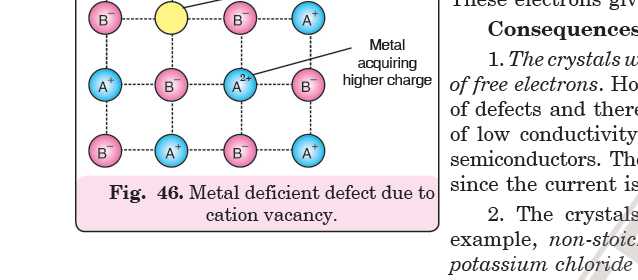 B⁻ B⁻ A⁺
A⁺ B⁻ A²⁺ B⁻
B⁻ A⁺ B⁻ A⁺
Metal
acquiring
higher charge
Fig. 46. Metal deficient defect due to
cation vacancy.
These electrons giv
Consequences
1. The crystals w
of free electrons. Ho
of defects and there
of low conductivity
semiconductors. The
since the current is
2. The crystals
example, non-stoic
potassium chloride